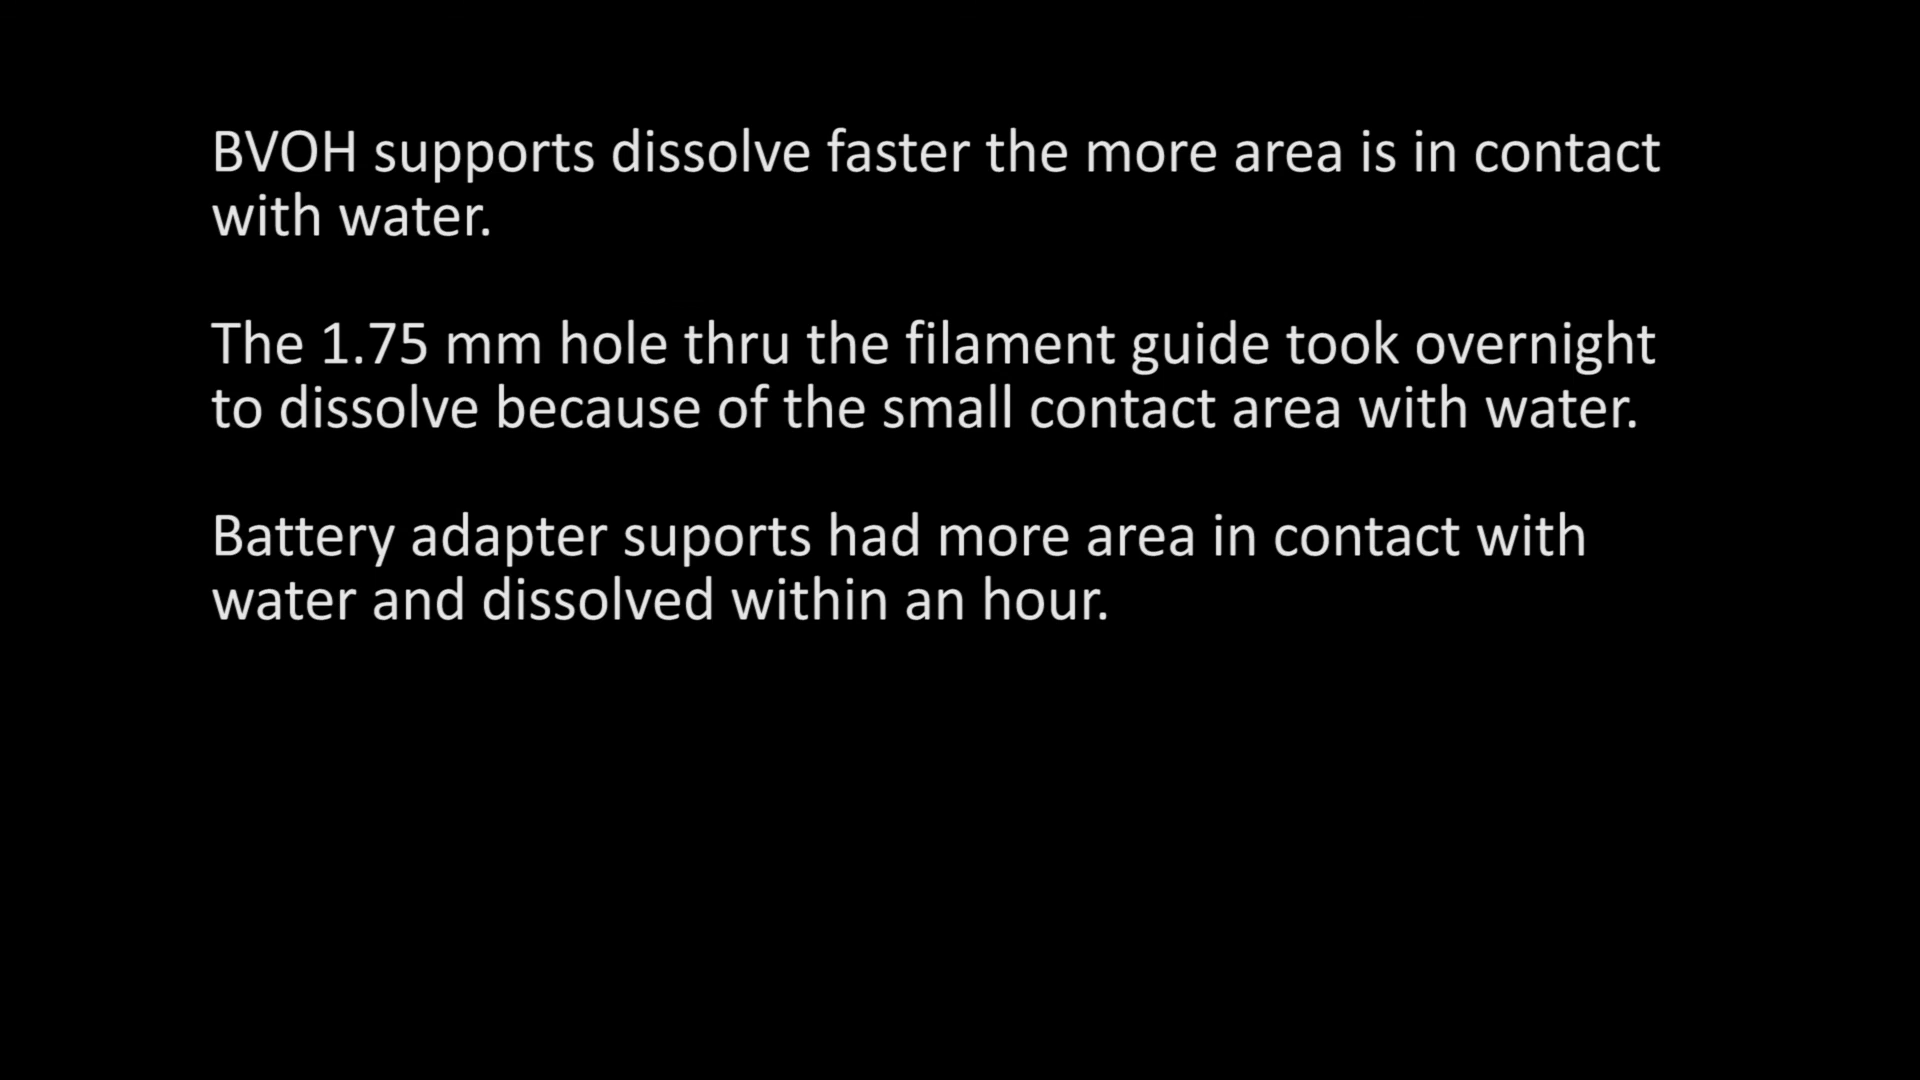 BVOH supports dissolve faster the more area is in contact
with water.
The 1.75 mm hole thru the filament guide took overnight
to dissolve because of the small contact area with water.
Battery adapter suports had more area in contact with
water and dissolved within an hour.